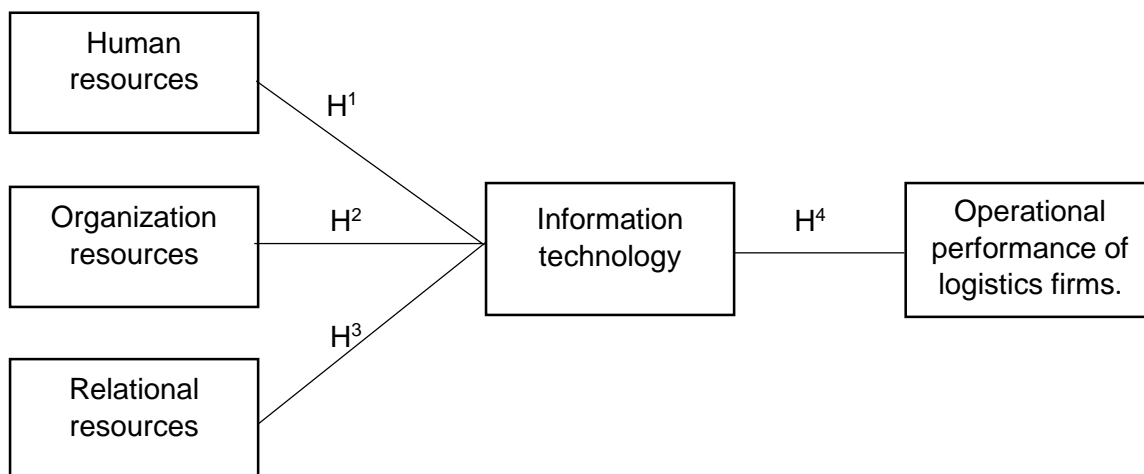 Human
resources
H¹
Organization
resources
H²
Information
technology
H⁴
Operational
performance of
logistics firms.
H³
Relational
resources